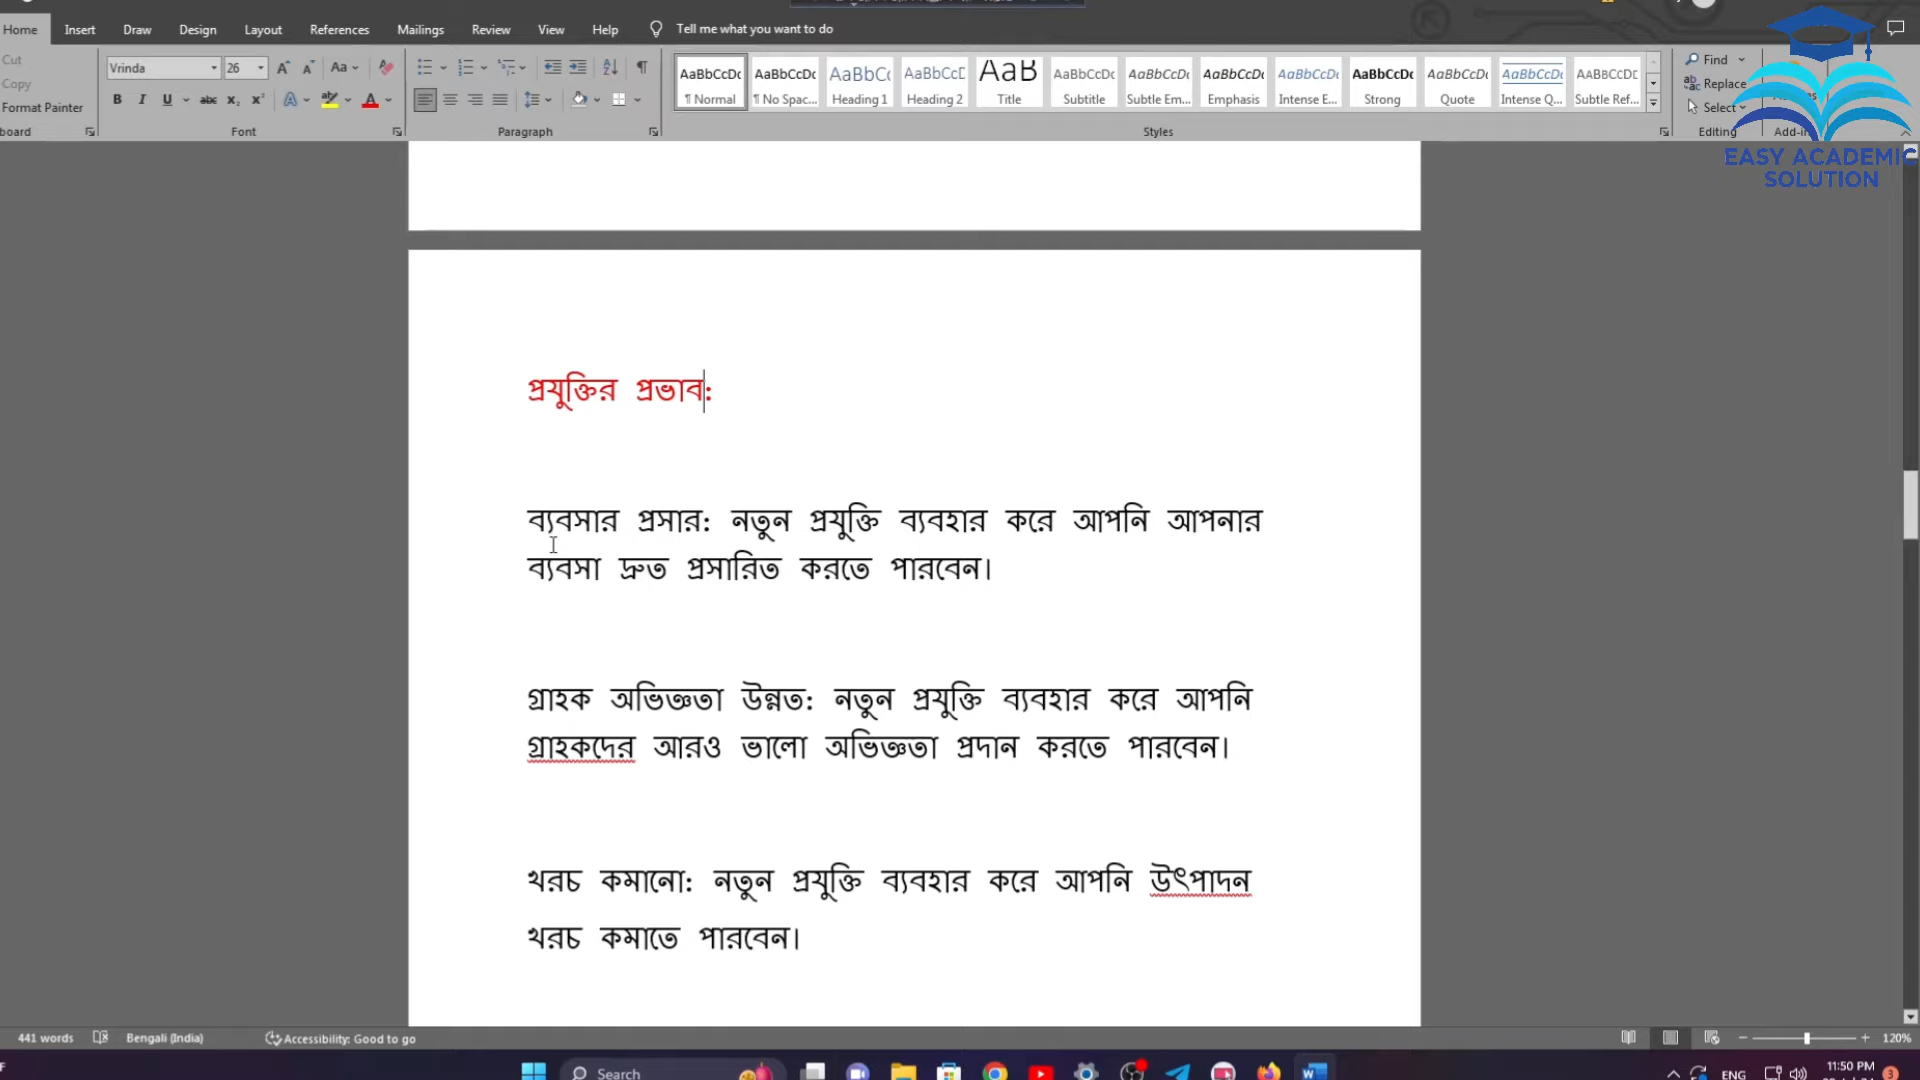 Home Insert Draw Design Layout References Mailings Review View Help Tell me what you want to do
Cut
Copy
Format Painter
board
Vrinda 26
Font
Paragraph
AaBbCcDc AaBbCcDc AaBbCc AaBbCcD AaB AaBbCcDc AaBbCcDc AaBbCcDc AaBbCcDc AaBbCcDc AaBbCcDc AaBbCcDc AaBbCcDc
¶ Normal ¶ No Spac... Heading 1 Heading 2 Title Subtitle Subtle Em... Emphasis Intense E... Strong Quote Intense Q... Subtle Ref...
Styles
Find
Replace
Select
Editing
Add-in
EASY ACADEMIC
SOLUTION
প্রযুক্তির প্রভাব:
ব্যবসার প্রসার: নতুন প্রযুক্তি ব্যবহার করে আপনি আপনার
ব্যবসা দ্রুত প্রসারিত করতে পারবেন।
গ্রাহক অভিজ্ঞতা উন্নত: নতুন প্রযুক্তি ব্যবহার করে আপনি
গ্রাহকদের আরও ভালো অভিজ্ঞতা প্রদান করতে পারবেন।
খরচ কমানো: নতুন প্রযুক্তি ব্যবহার করে আপনি উৎপাদন
খরচ কমাতে পারবেন।
441 words Bengali (India) Accessibility: Good to go 120%
Search ENG 11:50 PM 3